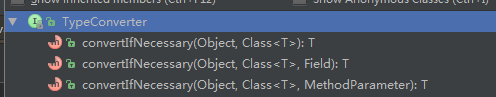 Show Inherited members (Ctrl+F12) Show Anonymous Classes (Ctrl+I)
TypeConverter
convertIfNecessary(Object, Class<T>): T
convertIfNecessary(Object, Class<T>, Field): T
convertIfNecessary(Object, Class<T>, MethodParameter): T